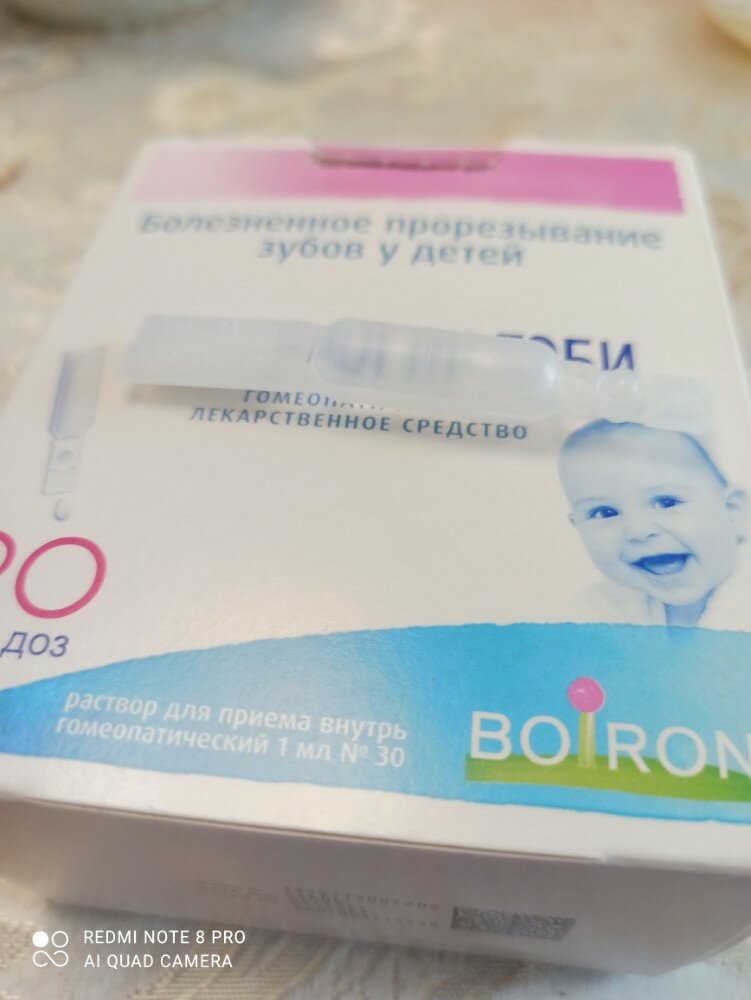 Болезненное прорезывание
зубов у детей
ЛЕКАРСТВЕННОЕ СРЕДСТВО
доз
раствор для приема внутрь
гомеопатический 1 мл № 30
BOIRON
REDMI NOTE 8 PRO
AI QUAD CAMERA